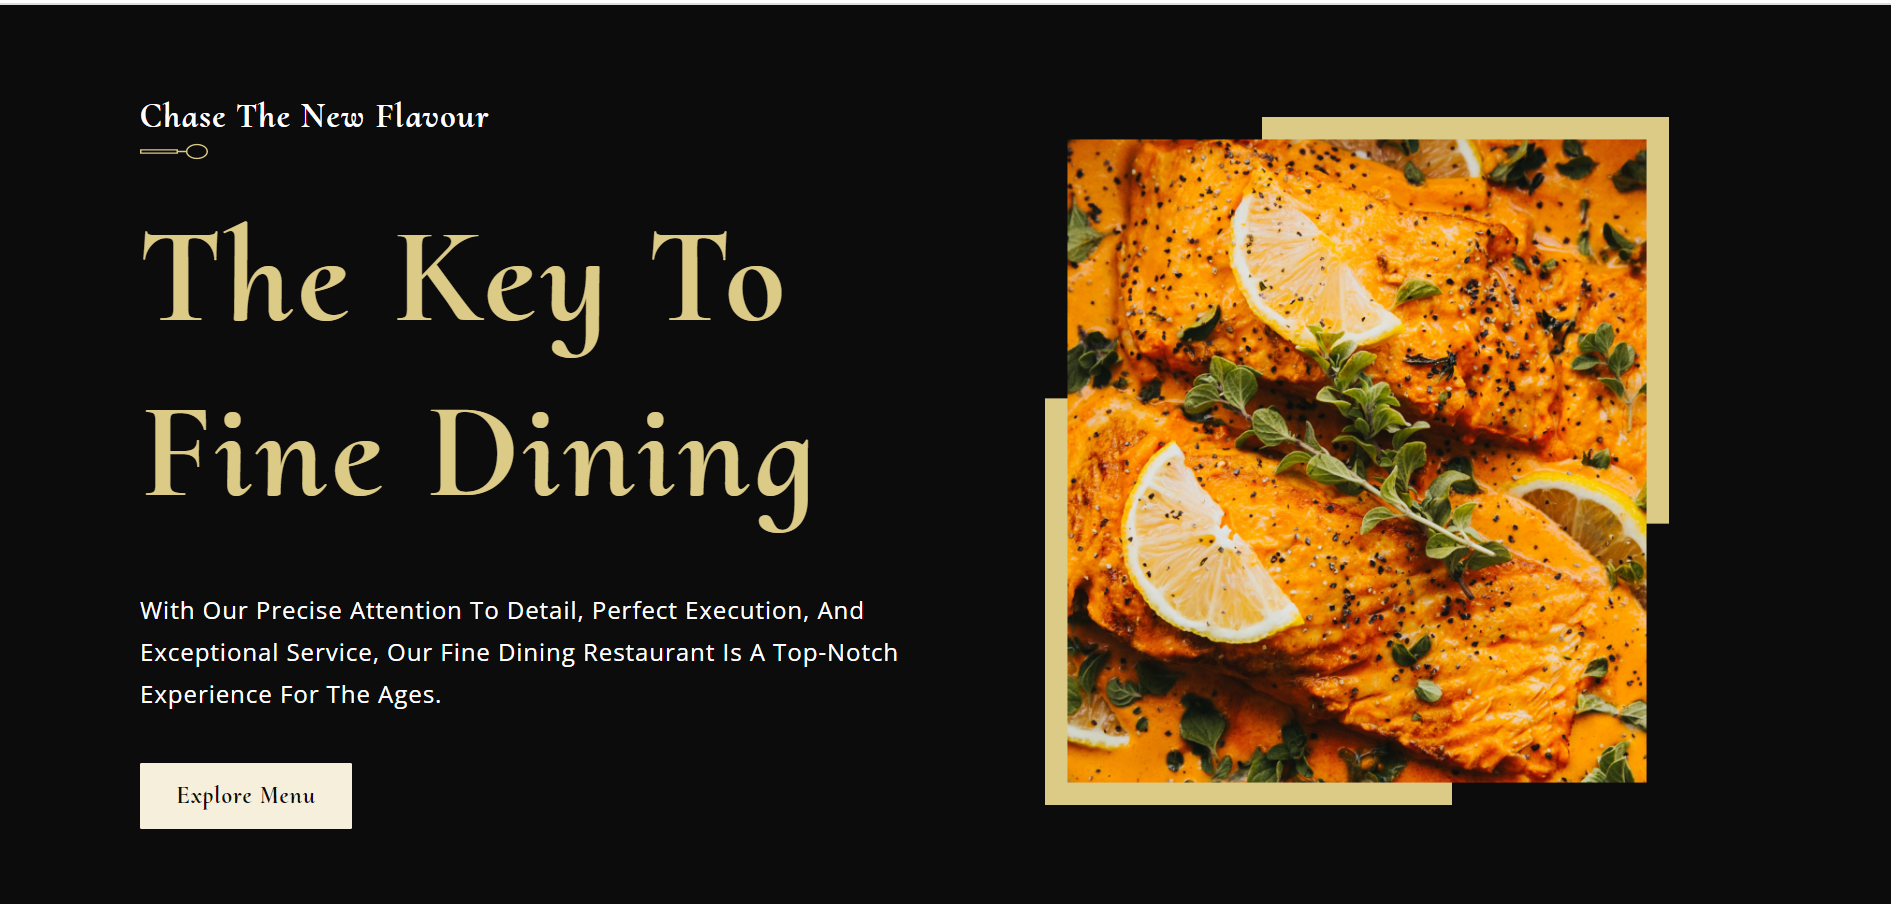 Chase The New Flavour
The Key To
Fine Dining
With Our Precise Attention To Detail, Perfect Execution, And
Exceptional Service, Our Fine Dining Restaurant Is A Top-Notch
Experience For The Ages.
Explore Menu